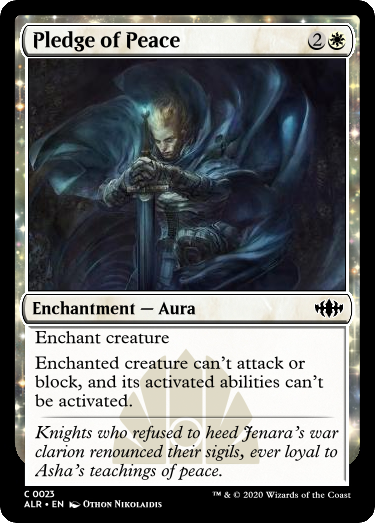 Pledge of Peace 2
Enchantment — Aura
Enchant creature
Enchanted creature can't attack or
block, and its activated abilities can't
be activated.
Knights who refused to heed Jenara's war
clarion renounced their sigils, ever loyal to
Asha's teachings of peace.
C 0023
ALR • EN Othon Nikolaidis
™ & © 2020 Wizards of the Coast